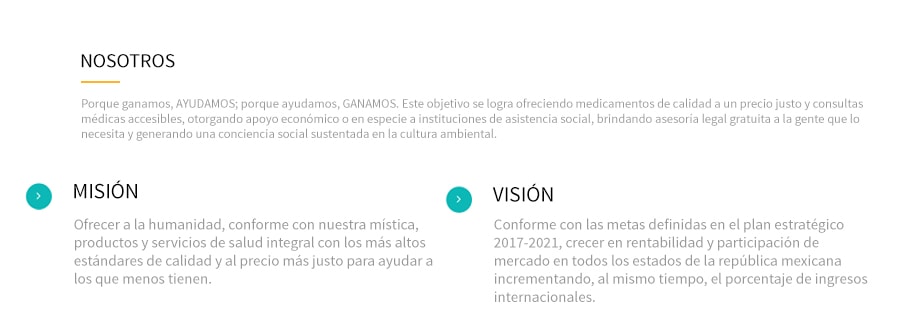 NOSOTROS
Porque ganamos, AYUDAMOS; porque ayudamos, GANAMOS. Este objetivo se logra ofreciendo medicamentos de calidad a un precio justo y consultas
médicas accesibles, otorgando apoyo económico o en especie a instituciones de asistencia social, brindando asesoría legal gratuita a la gente que lo
necesita y generando una conciencia social sustentada en la cultura ambiental.
MISIÓN
Ofrecer a la humanidad, conforme con nuestra mística,
productos y servicios de salud integral con los más altos
estándares de calidad y al precio más justo para ayudar a
los que menos tienen.
VISIÓN
Conforme con las metas definidas en el plan estratégico
2017-2021, crecer en rentabilidad y participación de
mercado en todos los estados de la república mexicana
incrementando, al mismo tiempo, el porcentaje de ingresos
internacionales.